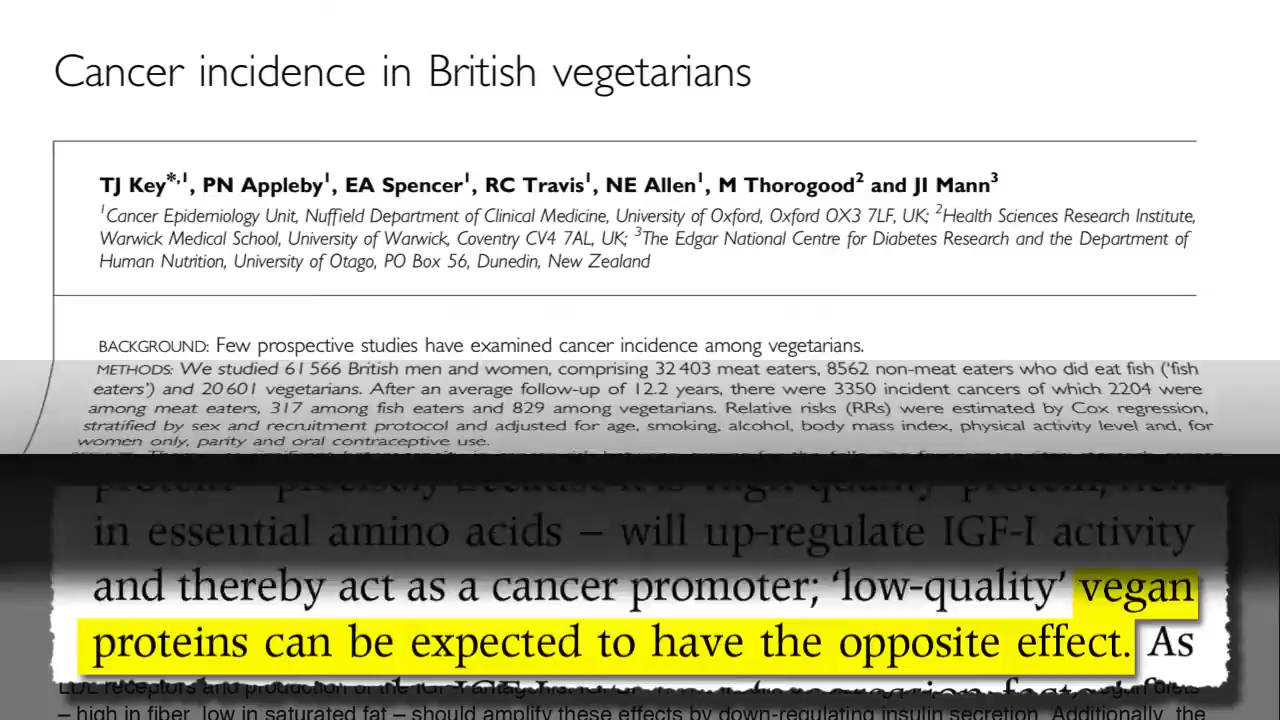 Cancer incidence in British vegetarians
TJ Key*,1, PN Appleby1, EA Spencer1, RC Travis1, NE Allen1, M Thorogood2 and JI Mann3
1Cancer Epidemiology Unit, Nuffield Department of Clinical Medicine, University of Oxford, Oxford OX3 7LF, UK; 2Health Sciences Research Institute,
Warwick Medical School, University of Warwick, Coventry CV4 7AL, UK; 3The Edgar National Centre for Diabetes Research and the Department of
Human Nutrition, University of Otago, PO Box 56, Dunedin, New Zealand
BACKGROUND: Few prospective studies have examined cancer incidence among vegetarians.
METHODS: We studied 61 566 British men and women, comprising 32 403 meat eaters, 8562 non-meat eaters who did eat fish ('fish
eaters') and 20 601 vegetarians. After an average follow-up of 12.2 years, there were 3350 incident cancers of which 2204 were
among meat eaters, 317 among fish eaters and 829 among vegetarians. Relative risks (RRs) were estimated by Cox regression,
stratified by sex and recruitment protocol and adjusted for age, smoking, alcohol, body mass index, physical activity level and, for
women only, parity and oral contraceptive use.
in essential amino acids – will up-regulate IGF-I activity
and thereby act as a cancer promoter; 'low-quality' vegan
proteins can be expected to have the opposite effect. As
LDL receptors and production of the IGF-I
– high in fiber, low in saturated fat – should amplify these effects by down-regulating insulin secretion. Additionally, the